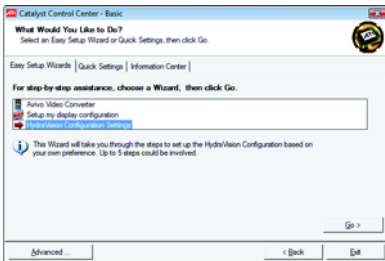 ATI Catalyst Control Center - Basic
What Would You Like to Do?
Select an Easy Setup Wizard or Quick Settings, then click Go.
Easy Setup Wizards | Quick Settings | Information Center |
For step-by-step assistance, choose a Wizard, then click Go.
Avivo Video Converter
Setup my display configuration
HydraVision Configuration Settings
This Wizard will take you through the steps to set up the HydraVision Configuration based on
your own preference. Up to 5 steps could be involved.
Go >
Advanced ...
< Back
Exit